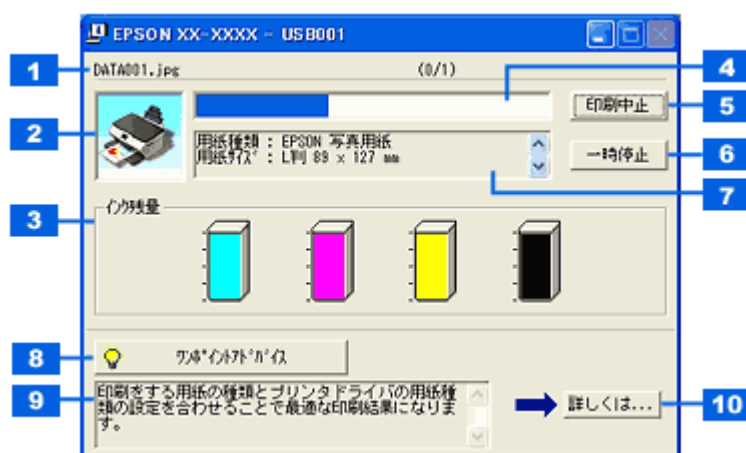 EPSON XX-XXXX - USB001
1
DATA001.jpg
(0/1)
4
2
印刷中止
5
用紙種類 : EPSON 写真用紙
用紙ｻｲｽﾞ : L判 89 x 127 mm
一時停止
6
7
3
ｲﾝｸ残量
8
ﾜﾝﾎﾟｲﾝﾄｱﾄﾞﾊﾞｲｽ
9
印刷をする用紙の種類とプリンタドライバの用紙種
類の設定を合わせることで最適な印刷結果になりま
す。
詳しくは...
10